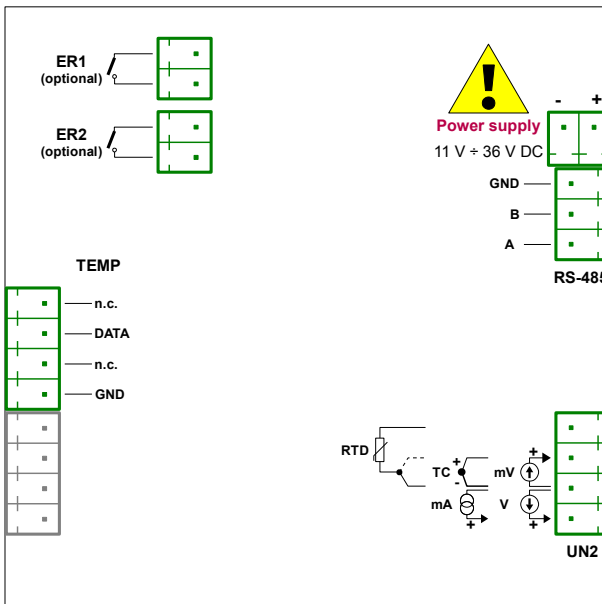 ER1
(optional)
ER2
(optional)
Power supply
- +
11 V ÷ 36 V DC
GND
B
A
RS-485
TEMP
n.c.
DATA
n.c.
GND
RTD
TC
+
-
mV
+
mA
+
V
+
UN2